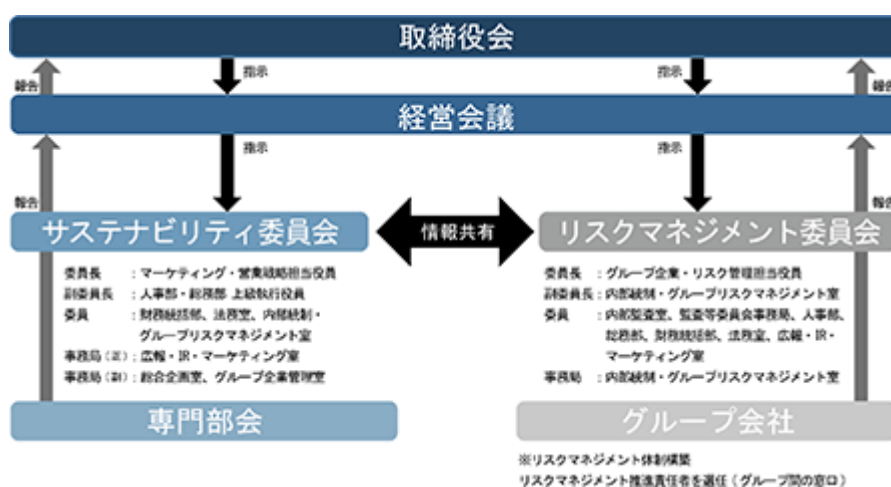 取締役会
報告
指示
指示
報告
経営会議
指示
指示
報告
報告
サステナビリティ委員会
情報共有
リスクマネジメント委員会
委員長 : マーケティング・営業戦略担当役員
副委員長 : 人事部・総務部 上級執行役員
委員 : 財務統括部、法務室、内部統制・
グループリスクマネジメント室
事務局(正) : 広報・IR・マーケティング室
事務局(副) : 総合企画室、グループ企業管理室
委員長 : グループ企業・リスク管理担当役員
副委員長 : 内部統制・グループリスクマネジメント室
委員 : 内部監査室、監査等委員会事務局、人事部、
総務部、財務統括部、法務室、広報・IR・
マーケティング室
事務局 : 内部統制・グループリスクマネジメント室
専門部会
グループ会社
※リスクマネジメント体制構築
リスクマネジメント推進責任者を選任(グループ間の窓口)